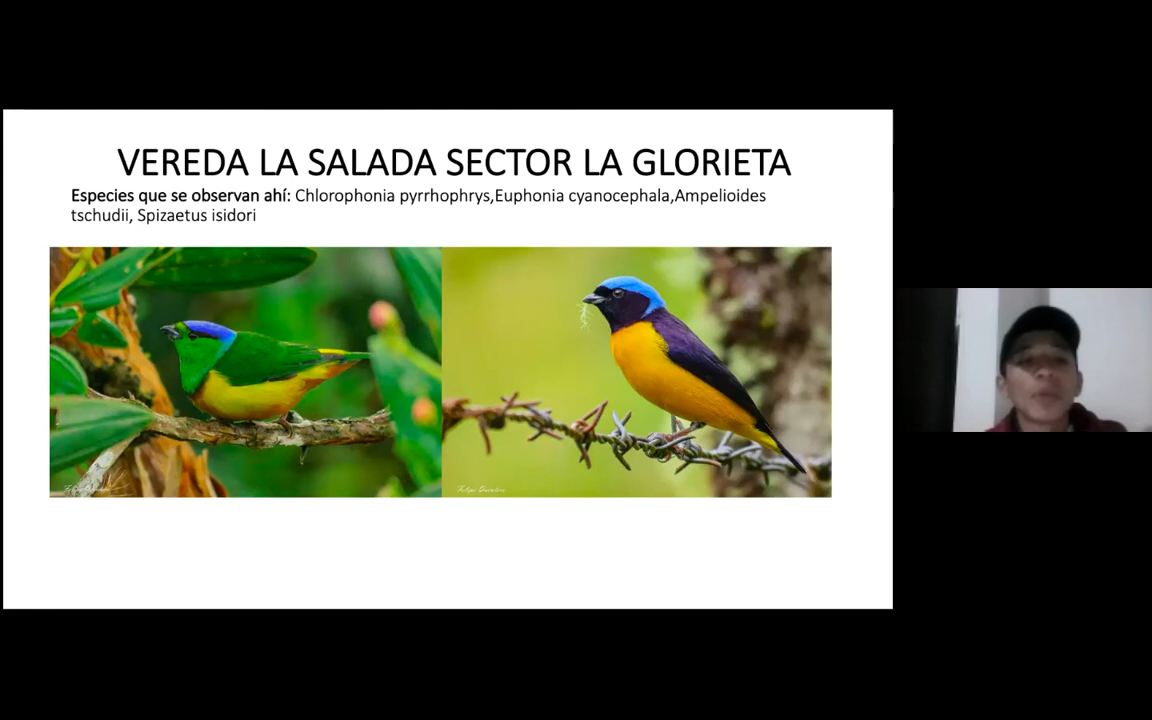 VEREDA LA SALADA SECTOR LA GLORIETA
Especies que se observan ahí: Chlorophonia pyrrhophrys,Euphonia cyanocephala,Ampelioides
tschudii, Spizaetus isidori